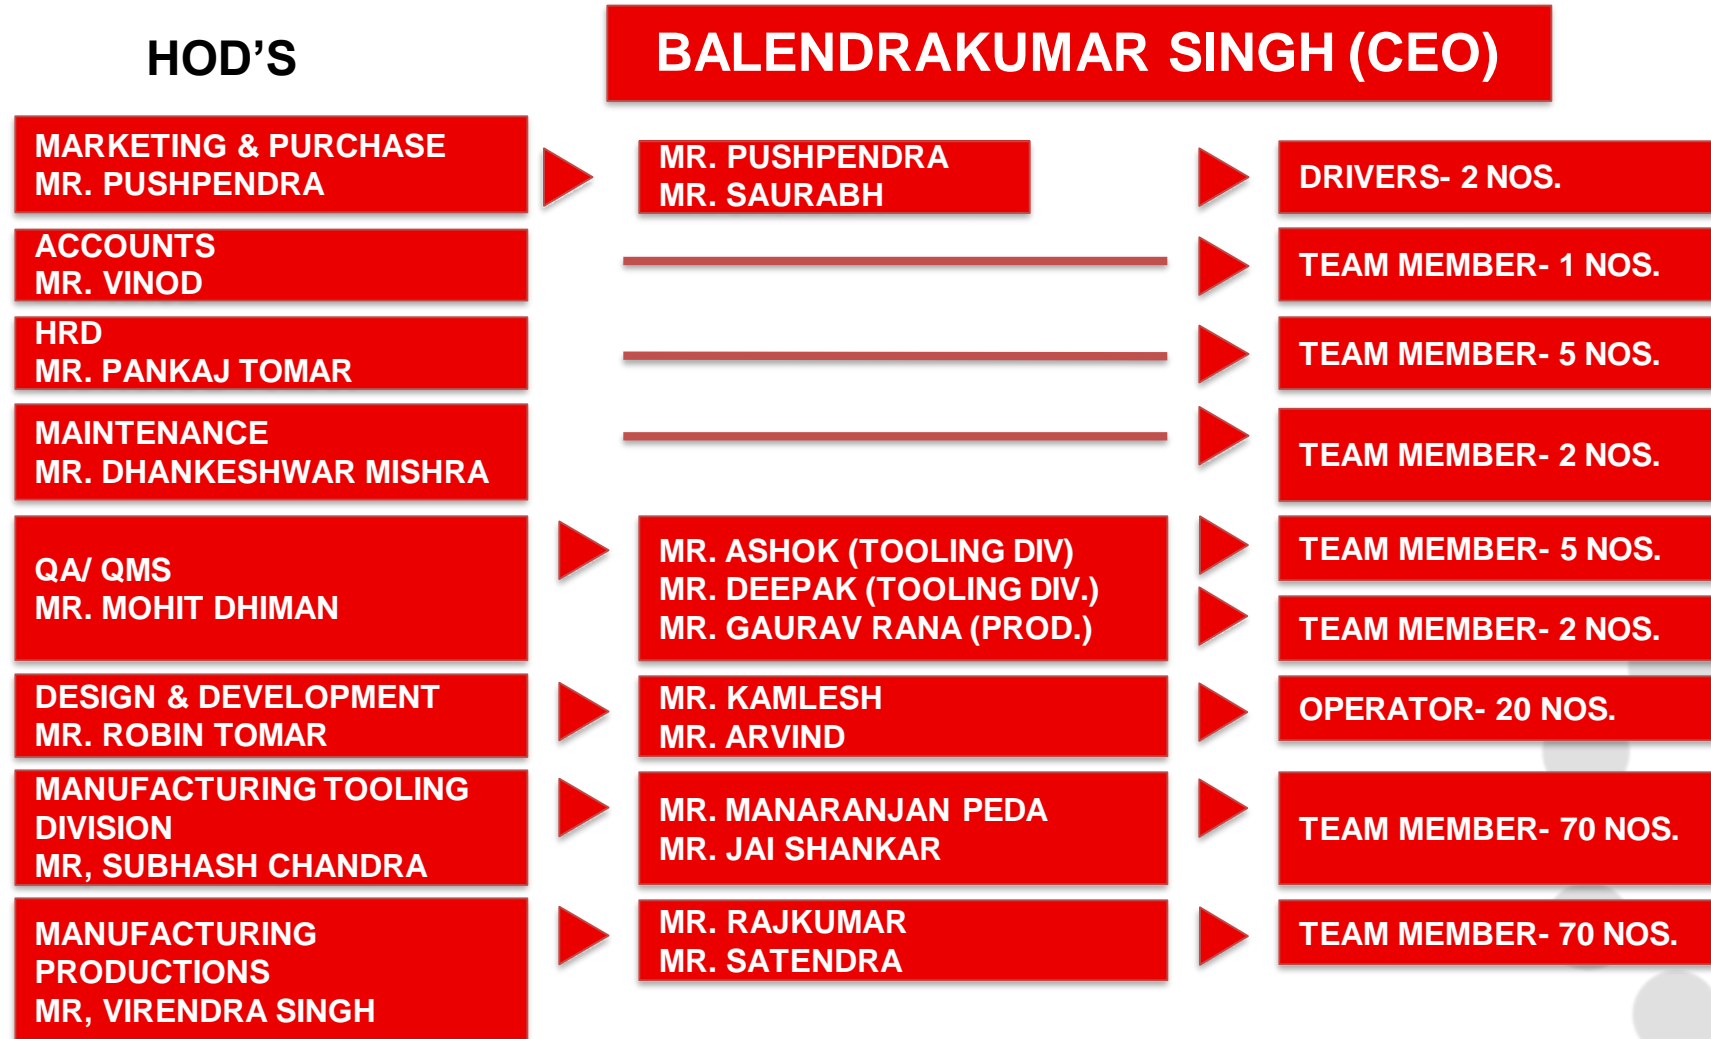 HOD’S
BALENDRAKUMAR SINGH (CEO)
MARKETING & PURCHASE
MR. PUSHPENDRA
MR. PUSHPENDRA
MR. SAURABH
DRIVERS- 2 NOS.
ACCOUNTS
MR. VINOD
TEAM MEMBER- 1 NOS.
HRD
MR. PANKAJ TOMAR
TEAM MEMBER- 5 NOS.
MAINTENANCE
MR. DHANKESHWAR MISHRA
TEAM MEMBER- 2 NOS.
QA/ QMS
MR. MOHIT DHIMAN
MR. ASHOK (TOOLING DIV)
MR. DEEPAK (TOOLING DIV.)
MR. GAURAV RANA (PROD.)
TEAM MEMBER- 5 NOS.
TEAM MEMBER- 2 NOS.
DESIGN & DEVELOPMENT
MR. ROBIN TOMAR
MR. KAMLESH
MR. ARVIND
OPERATOR- 20 NOS.
MANUFACTURING TOOLING
DIVISION
MR, SUBHASH CHANDRA
MR. MANARANJAN PEDA
MR. JAI SHANKAR
TEAM MEMBER- 70 NOS.
MANUFACTURING
PRODUCTIONS
MR, VIRENDRA SINGH
MR. RAJKUMAR
MR. SATENDRA
TEAM MEMBER- 70 NOS.